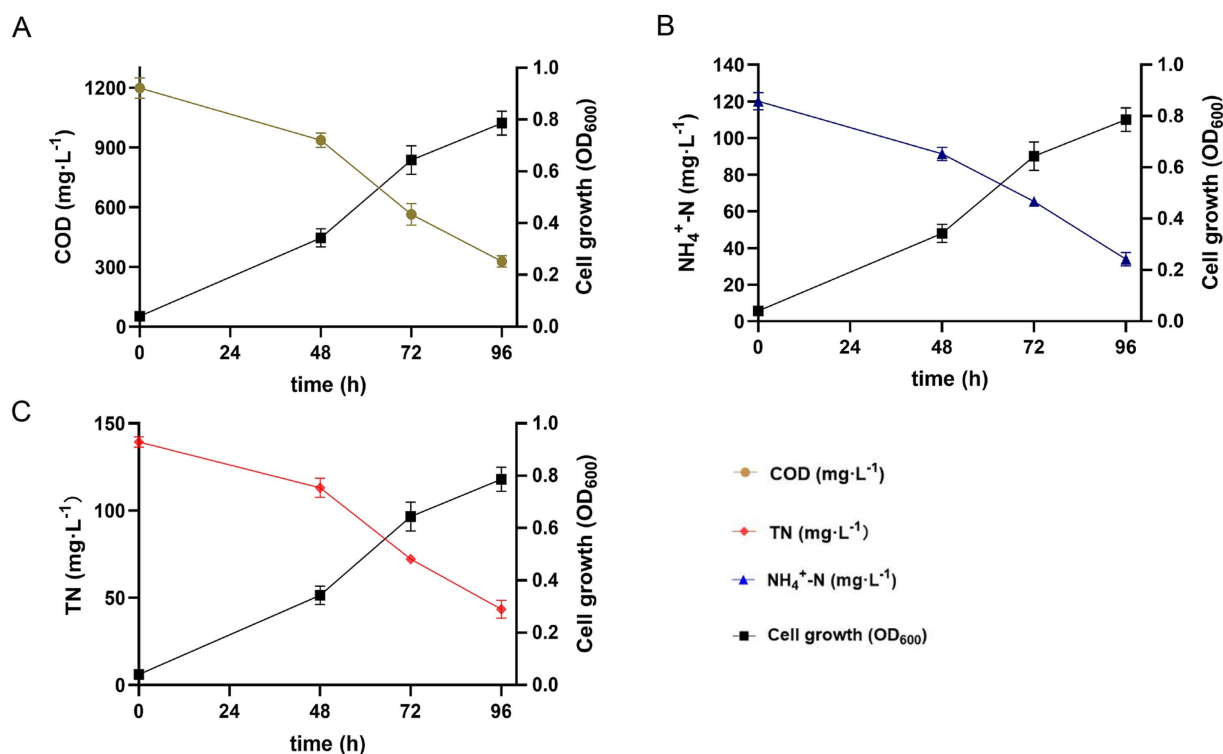 A
COD (mg·L⁻¹)
1200
900
600
300
0
1.0
0.8
0.6
0.4
0.2
0.0
Cell growth (OD₆₀₀)
0 24 48 72 96
time (h)
B
NH₄⁺-N (mg·L⁻¹)
140
120
100
80
60
40
20
0
1.0
0.8
0.6
0.4
0.2
0.0
Cell growth (OD₆₀₀)
0 24 48 72 96
time (h)
C
TN (mg·L⁻¹)
150
100
50
0
1.0
0.8
0.6
0.4
0.2
0.0
Cell growth (OD₆₀₀)
0 24 48 72 96
time (h)
COD (mg·L⁻¹)
TN (mg·L⁻¹)
NH₄⁺-N (mg·L⁻¹)
Cell growth (OD₆₀₀)